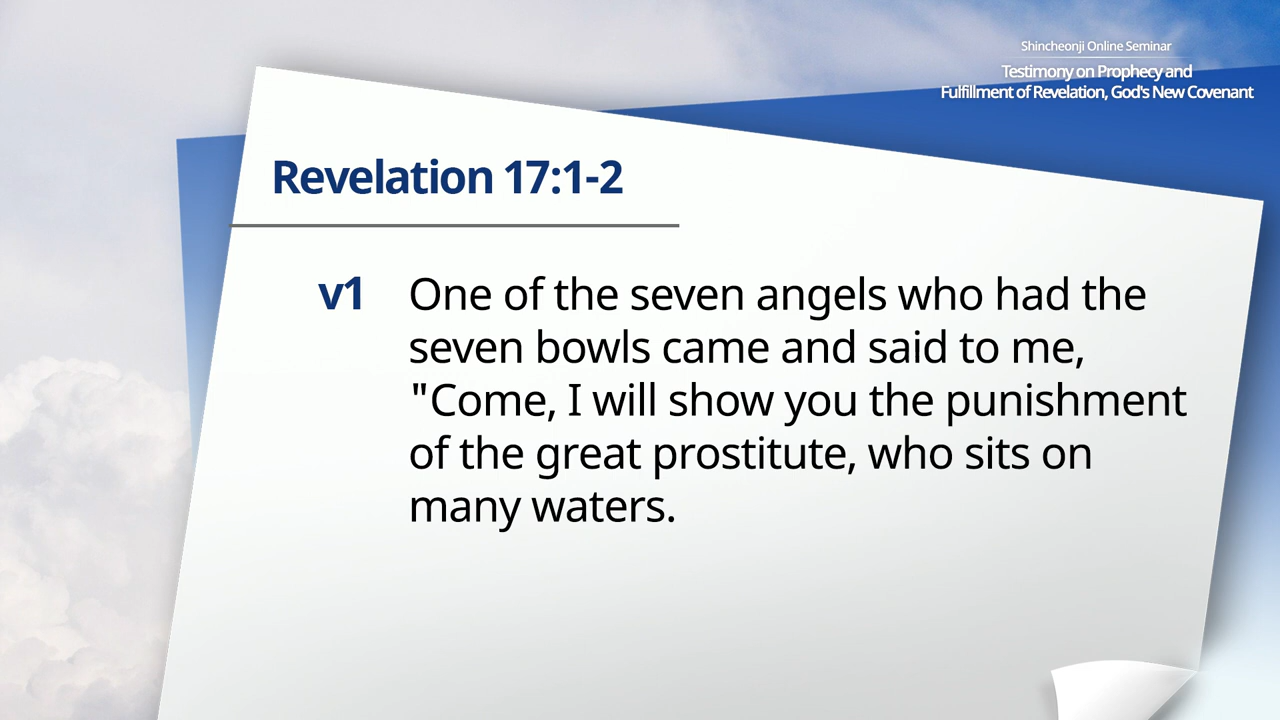 Shincheonji Online Seminar
Testimony on Prophecy and
Fulfillment of Revelation, God's New Covenant
Revelation 17:1-2
v1 One of the seven angels who had the
seven bowls came and said to me,
"Come, I will show you the punishment
of the great prostitute, who sits on
many waters.